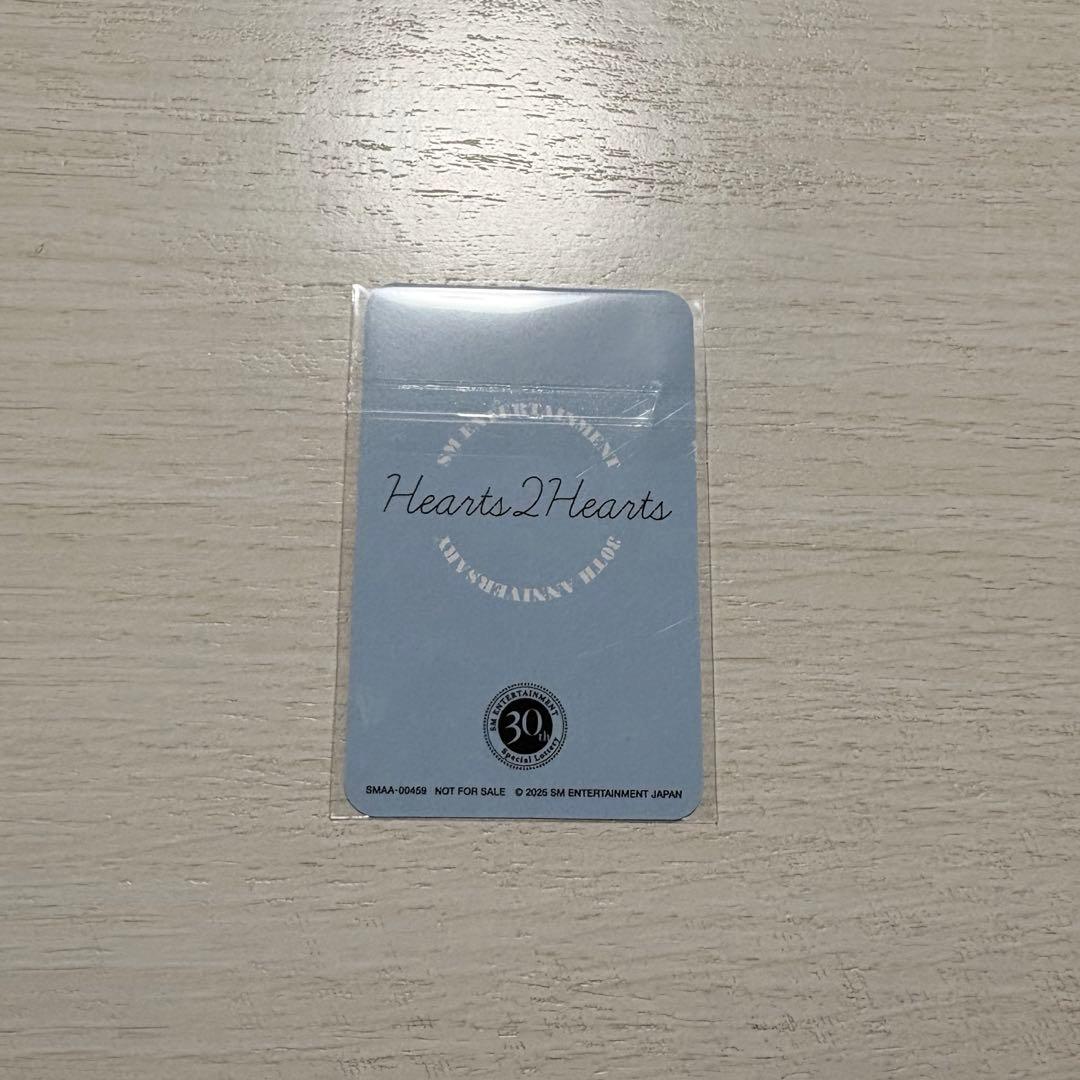 SM ENTERTAINMENT
Hearts2Hearts
30TH ANNIVERSARY
SM ENTERTAINMENT
30th
Special Lottery
SMAA-00459 NOT FOR SALE © 2025 SM ENTERTAINMENT JAPAN